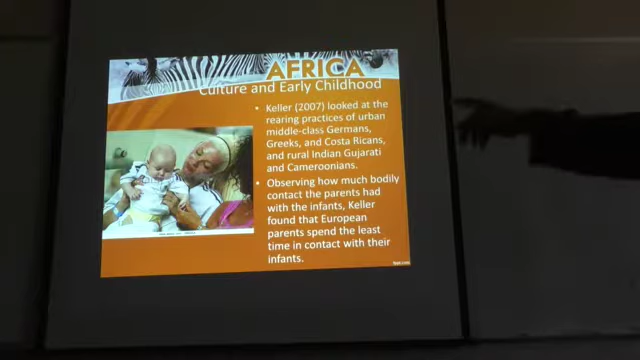 AFRICA
Culture and Early Childhood
• Keller (2007) looked at the
rearing practices of urban
middle-class Germans,
Greeks, and Costa Ricans,
and rural Indian Gujarati
and Cameroonians.
• Observing how much bodily
contact the parents had
with the infants, Keller
found that European
parents spend the least
time in contact with their
infants.